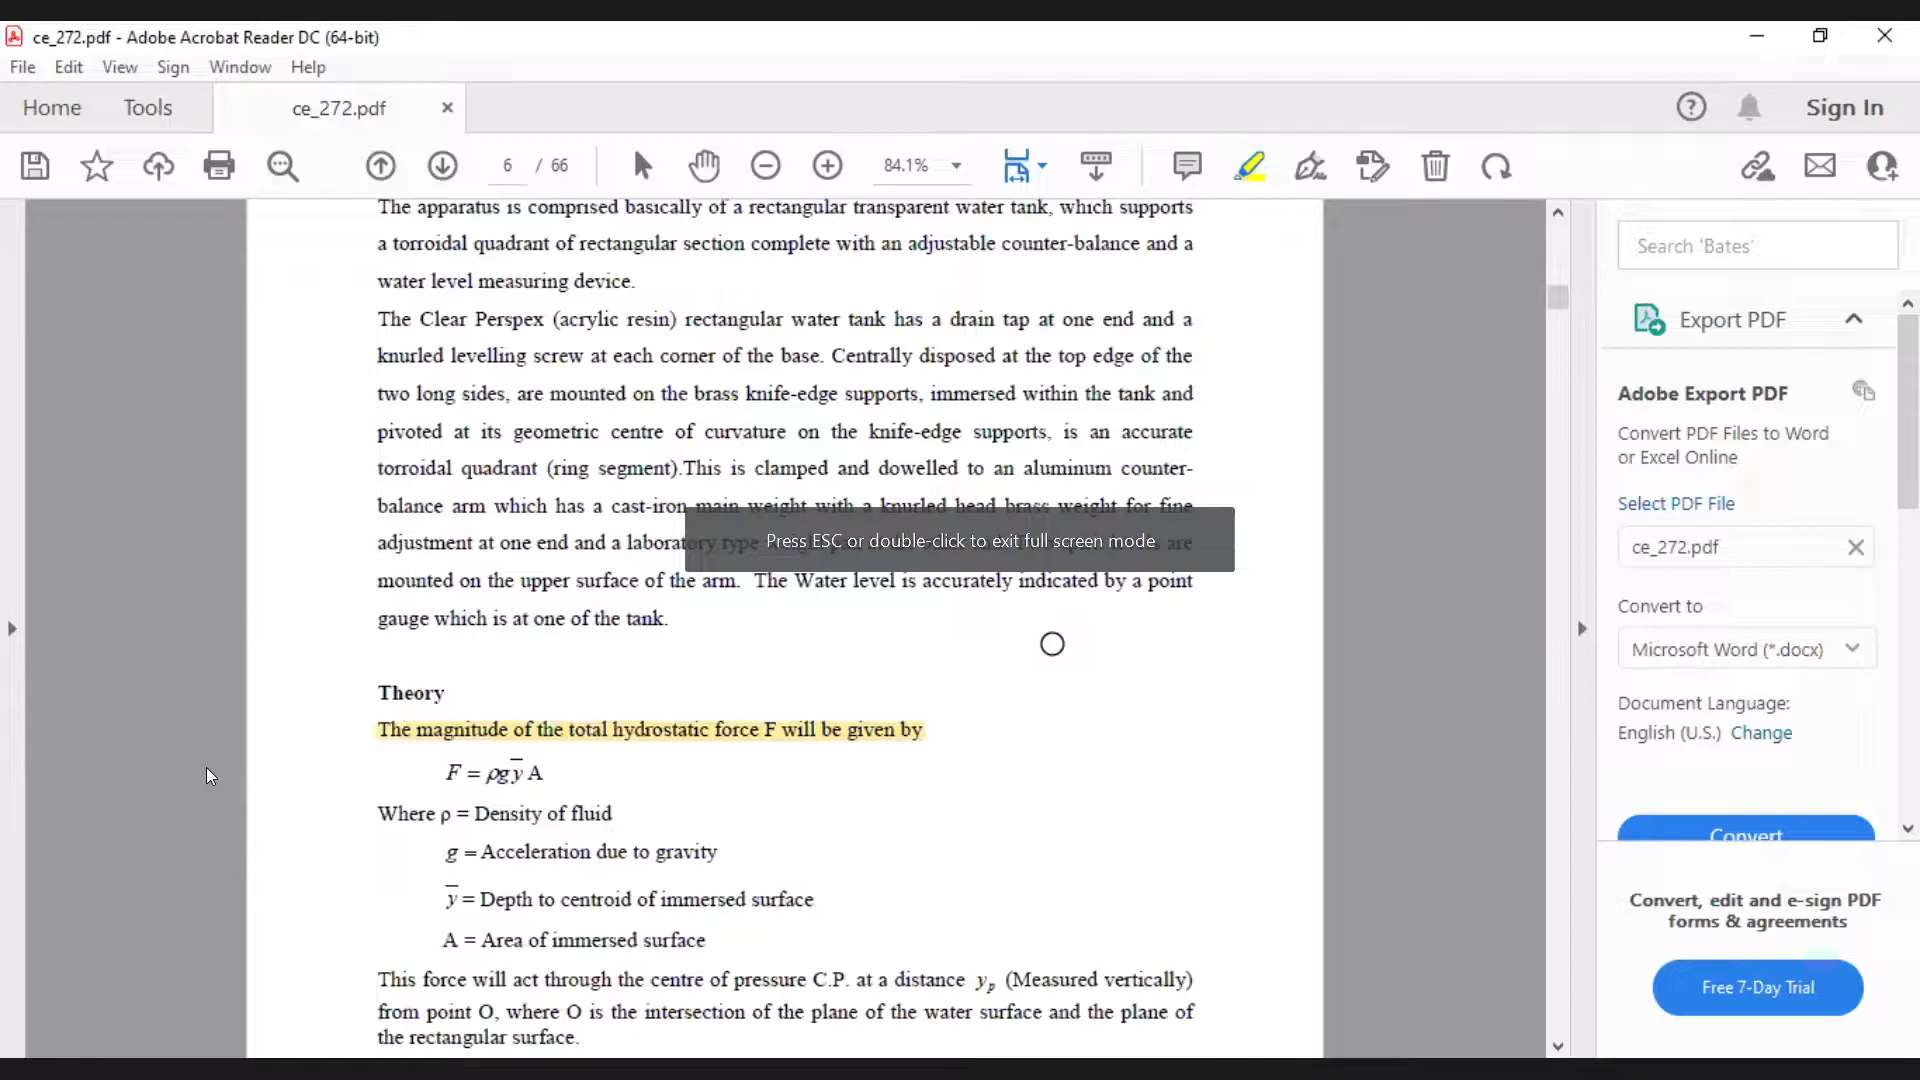 ce_272.pdf - Adobe Acrobat Reader DC (64-bit)
File Edit View Sign Window Help
Home Tools ce_272.pdf × Sign In
6 / 66 84.1%
The apparatus is comprised basically of a rectangular transparent water tank, which supports
a torroidal quadrant of rectangular section complete with an adjustable counter-balance and a
water level measuring device.
The Clear Perspex (acrylic resin) rectangular water tank has a drain tap at one end and a
knurled levelling screw at each corner of the base. Centrally disposed at the top edge of the
two long sides, are mounted on the brass knife-edge supports, immersed within the tank and
pivoted at its geometric centre of curvature on the knife-edge supports, is an accurate
torroidal quadrant (ring segment).This is clamped and dowelled to an aluminum counter-
balance arm which has a cast-iron main weight with a knurled head brass weight for fine
adjustment at one end and a laboratory type are
Press ESC or double-click to exit full screen mode
mounted on the upper surface of the arm. The Water level is accurately indicated by a point
gauge which is at one of the tank.
Theory
The magnitude of the total hydrostatic force F will be given by
F = ρgy̅ A
Where ρ = Density of fluid
g = Acceleration due to gravity
y̅ = Depth to centroid of immersed surface
A = Area of immersed surface
This force will act through the centre of pressure C.P. at a distance yₚ (Measured vertically)
from point O, where O is the intersection of the plane of the water surface and the plane of
the rectangular surface.
Search 'Bates'
Export PDF
Adobe Export PDF
Convert PDF Files to Word
or Excel Online
Select PDF File
ce_272.pdf
Convert to
Microsoft Word (*.docx)
Document Language:
English (U.S.) Change
Convert
Convert, edit and e-sign PDF
forms & agreements
Free 7-Day Trial